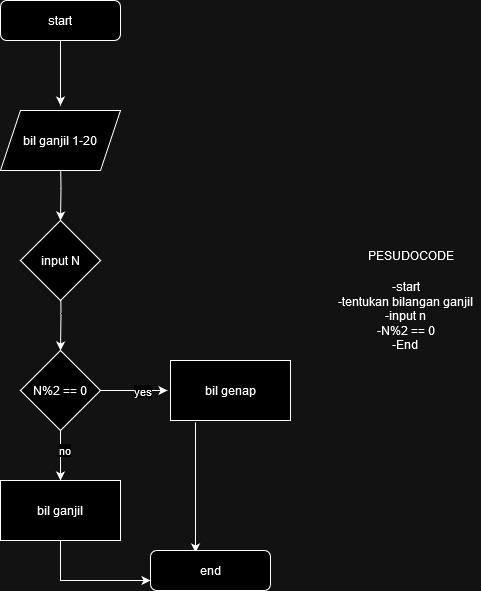 start
bil ganjil 1-20
input N
N%2 == 0
yes
bil genap
no
bil ganjil
end
PESUDOCODE
-start
-tentukan bilangan ganjil
-input n
-N%2 == 0
-End